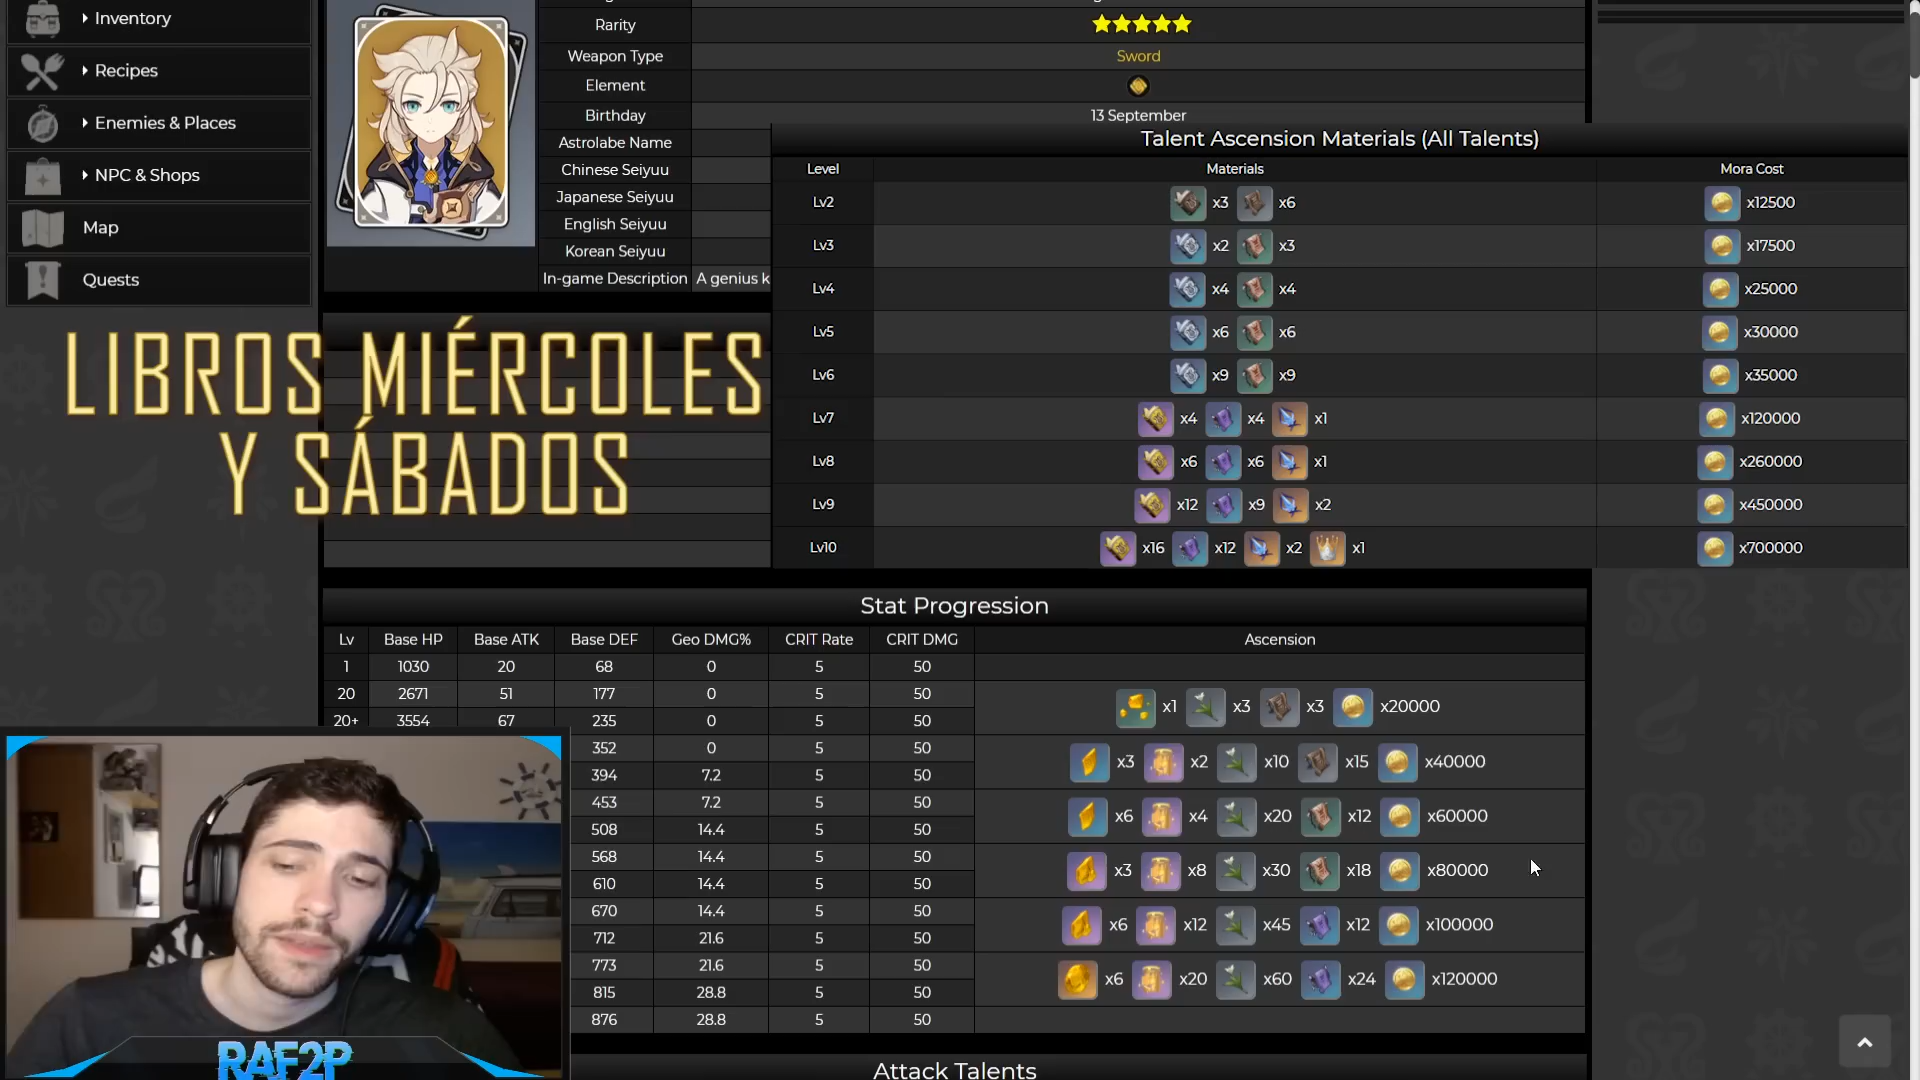 Inventory
Recipes
Enemies & Places
NPC & Shops
Map
Quests
Rarity
Weapon Type Sword
Element
Birthday 13 September
Astrolabe Name
Chinese Seiyuu
Japanese Seiyuu
English Seiyuu
Korean Seiyuu
In-game Description A genius k
LIBROS MIÉRCOLES
Y SÁBADOS
Talent Ascension Materials (All Talents)
Level Materials Mora Cost
Lv2 x3 x6 x12500
Lv3 x2 x3 x17500
Lv4 x4 x4 x25000
Lv5 x6 x6 x30000
Lv6 x9 x9 x35000
Lv7 x4 x4 x1 x120000
Lv8 x6 x6 x1 x260000
Lv9 x12 x9 x2 x450000
Lv10 x16 x12 x2 x1 x700000
Stat Progression
Lv Base HP Base ATK Base DEF Geo DMG% CRIT Rate CRIT DMG Ascension
1 1030 20 68 0 5 50
20 2671 51 177 0 5 50
x1 x3 x3 x20000
20+ 3554 67 235 0 5 50
352 0 5 50
x3 x2 x10 x15 x40000
394 7.2 5 50
453 7.2 5 50
x6 x4 x20 x12 x60000
508 14.4 5 50
568 14.4 5 50
x3 x8 x30 x18 x80000
610 14.4 5 50
670 14.4 5 50
x6 x12 x45 x12 x100000
712 21.6 5 50
773 21.6 5 50
x6 x20 x60 x24 x120000
815 28.8 5 50
876 28.8 5 50
Attack Talents
RAF2P